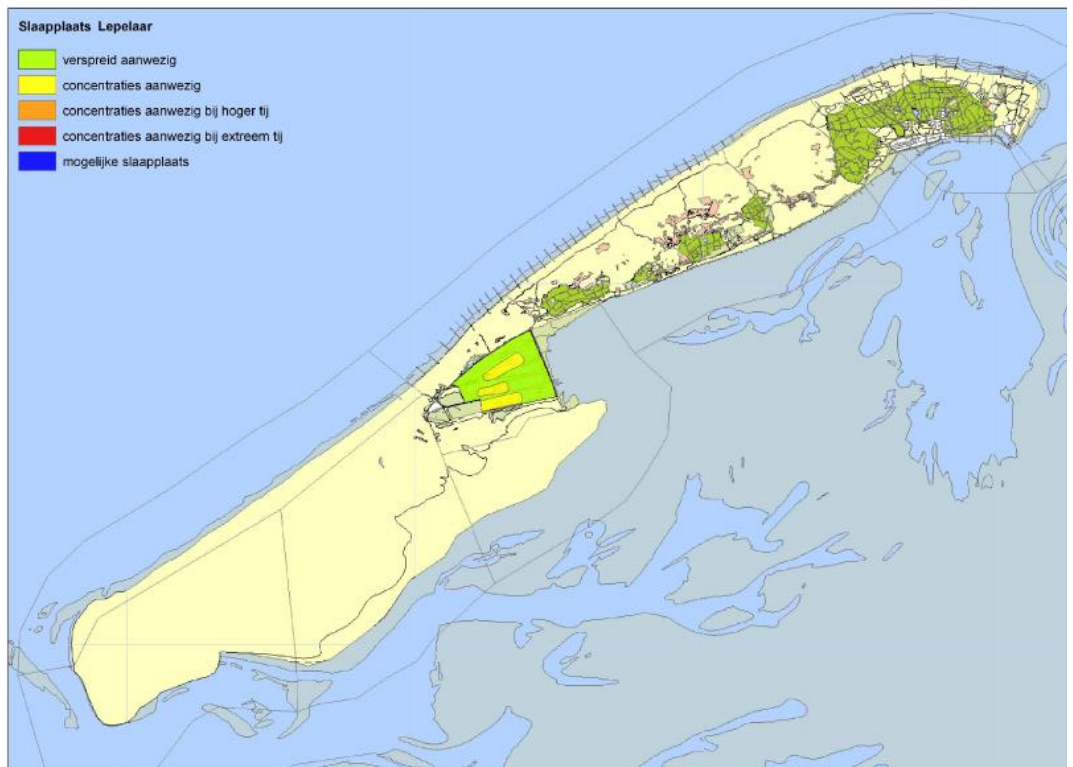 Slaapplaats Lepelaar
verspreid aanwezig
concentraties aanwezig
concentraties aanwezig bij hoger tij
concentraties aanwezig bij extreem tij
mogelijke slaapplaats